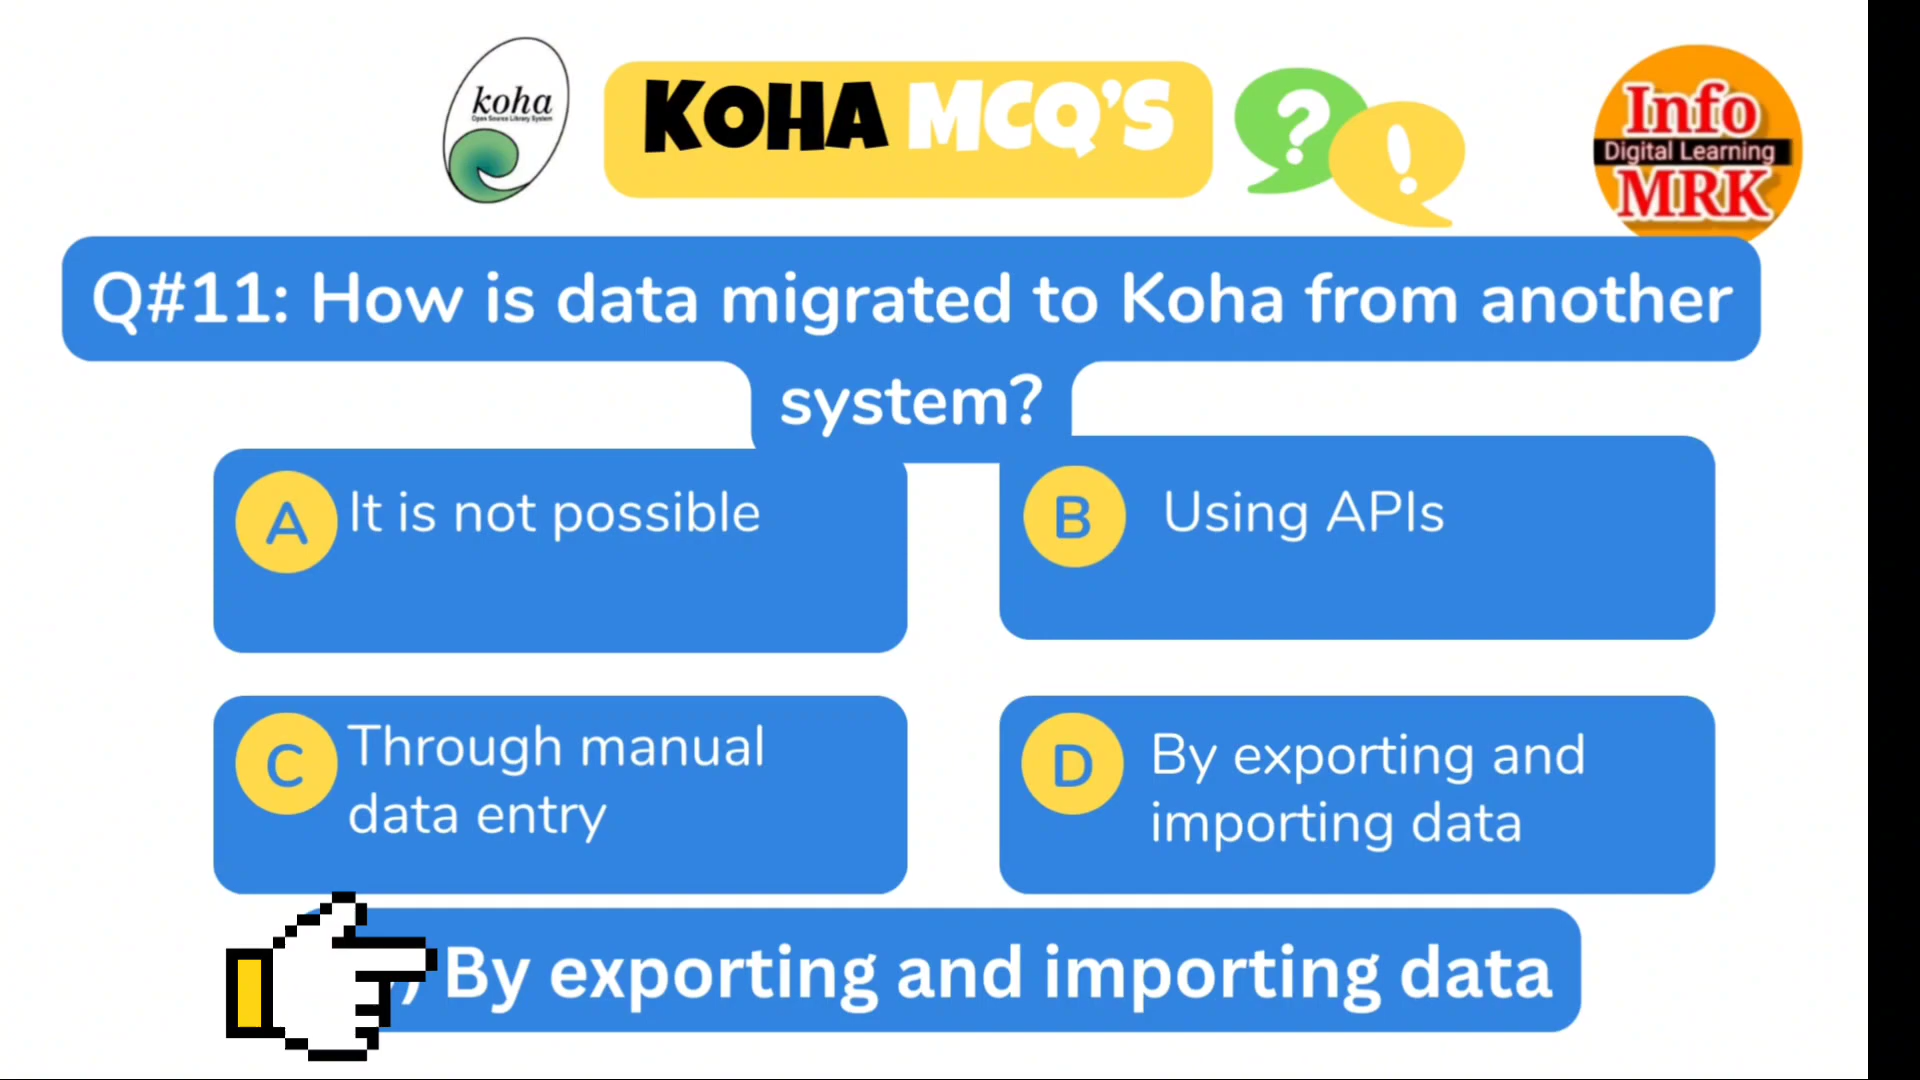 koha
Open Source Library System
KOHA MCQ'S
?
!
Info
Digital Learning
MRK
Q#11: How is data migrated to Koha from another
system?
A It is not possible
B Using APIs
C Through manual
data entry
D By exporting and
importing data
By exporting and importing data